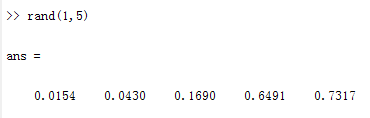 >> rand(1,5)
ans =
0.0154 0.0430 0.1690 0.6491 0.7317